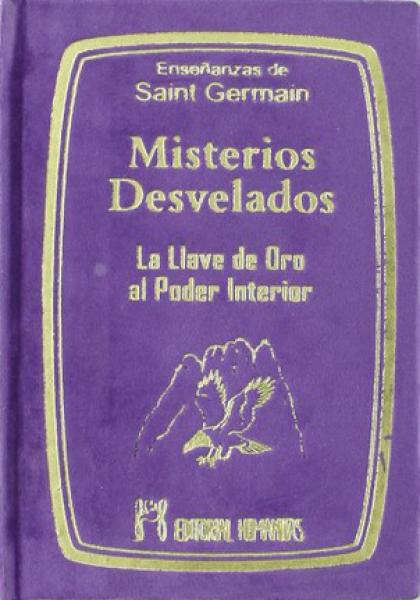 Enseñanzas de
Saint Germain
Misterios
Desvelados
La Llave de Oro
al Poder Interior
EDITORIAL HUMANITAS